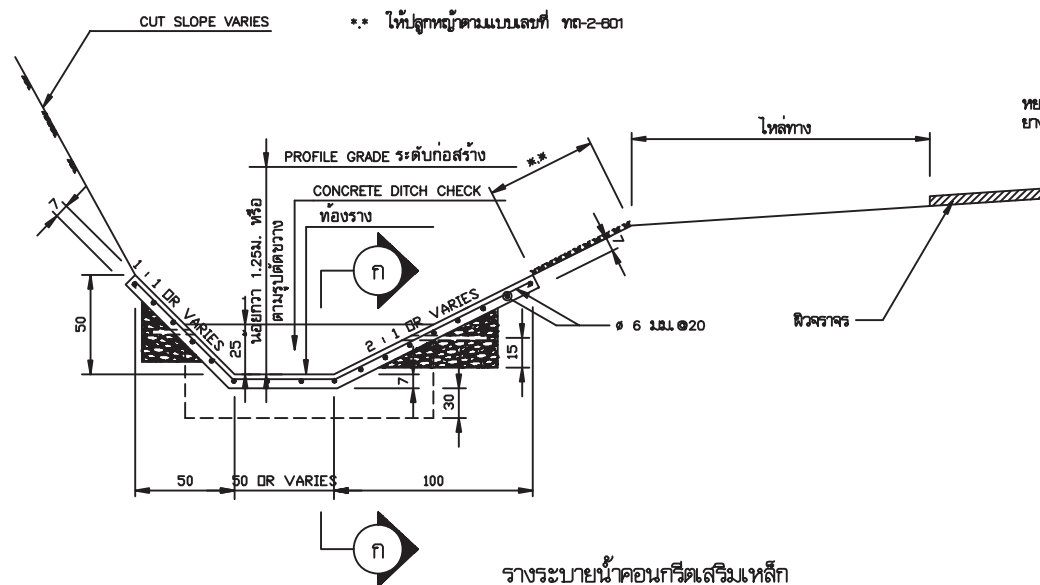 CUT SLOPE VARIES
*.* ให้ปลูกหญ้าตามแบบเลขที่ ทถ-2-601
ไหล่ทาง
หย
ยาง
PROFILE GRADE ระดับก่อสร้าง
*.*
CONCRETE DITCH CHECK
ท้องราง
7
7
ก
1 : 1 OR VARIES
น้อยกว่า 1.25ม. หรือ
ตามรูปตัดขวาง
2 : 1 OR VARIES
50
25
ø 6 มม. @20
ผิวจราจร
15
7
30
50
50 OR VARIES
100
ก
รางระบายน้ำคอนกรีตเสริมเหล็ก